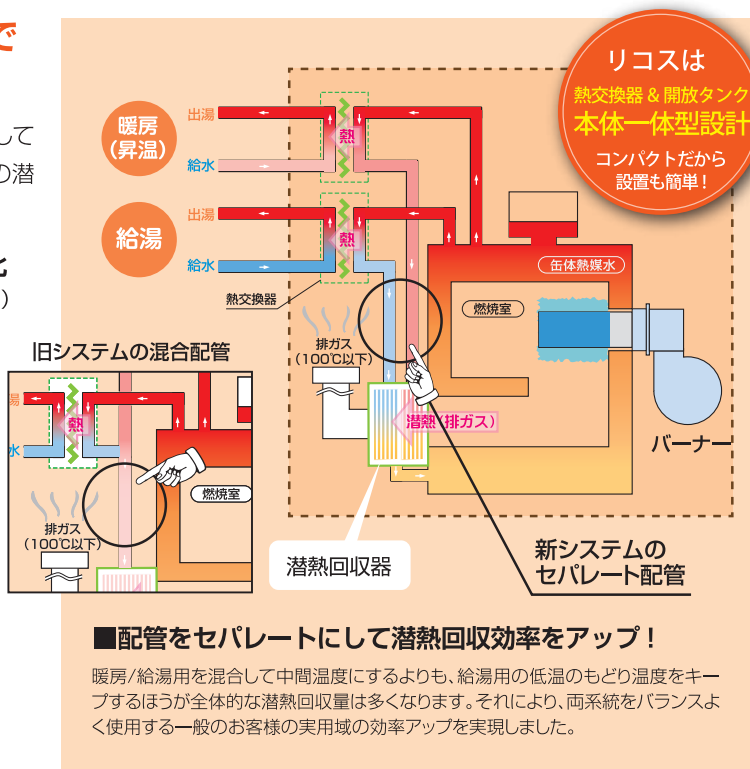 で
して
の潜
化
)
リコスは
熱交換器 & 開放タンク
本体一体型設計
コンパクトだから
設置も簡単！
暖房
(昇温)
出湯
熱
給水
給湯
出湯
熱
給水
熱交換器
缶体熱媒水
燃焼室
排ガス
(100℃以下)
潜熱(排ガス)
バーナー
旧システムの混合配管
湯
熱
水
燃焼室
排ガス
(100℃以下)
潜熱回収器
新システムの
セパレート配管
■配管をセパレートにして潜熱回収効率をアップ！
暖房/給湯用を混合して中間温度にするよりも、給湯用の低温のもどり温度をキー
プするほうが全体的な潜熱回収量は多くなります。それにより、両系統をバランスよ
く使用する一般のお客様の実用域の効率アップを実現しました。